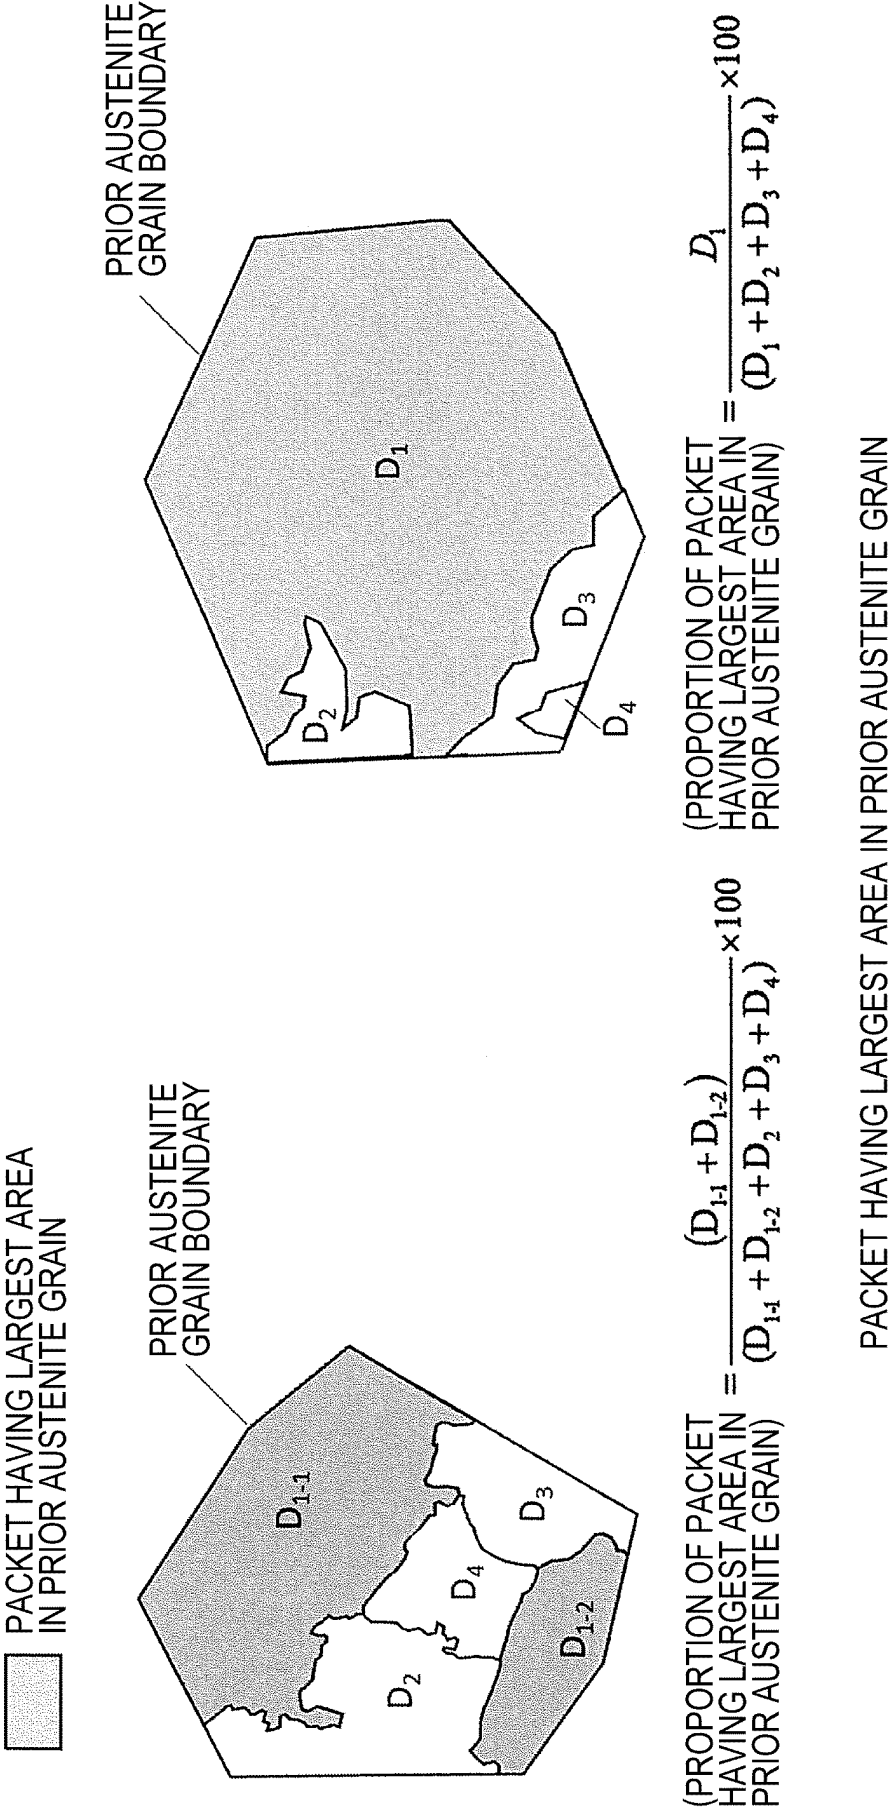 PACKET HAVING LARGEST AREA
IN PRIOR AUSTENITE GRAIN
PRIOR AUSTENITE
GRAIN BOUNDARY
D1-1
D2
D4
D3
D1-2
(PROPORTION OF PACKET
HAVING LARGEST AREA IN
PRIOR AUSTENITE GRAIN)
= (D1-1 + D1-2) / (D1-1 + D1-2 + D2 + D3 + D4) ×100
PRIOR AUSTENITE
GRAIN BOUNDARY
D1
D2
D3
D4
(PROPORTION OF PACKET
HAVING LARGEST AREA IN
PRIOR AUSTENITE GRAIN)
= D1 / (D1 + D2 + D3 + D4) ×100
PACKET HAVING LARGEST AREA IN PRIOR AUSTENITE GRAIN